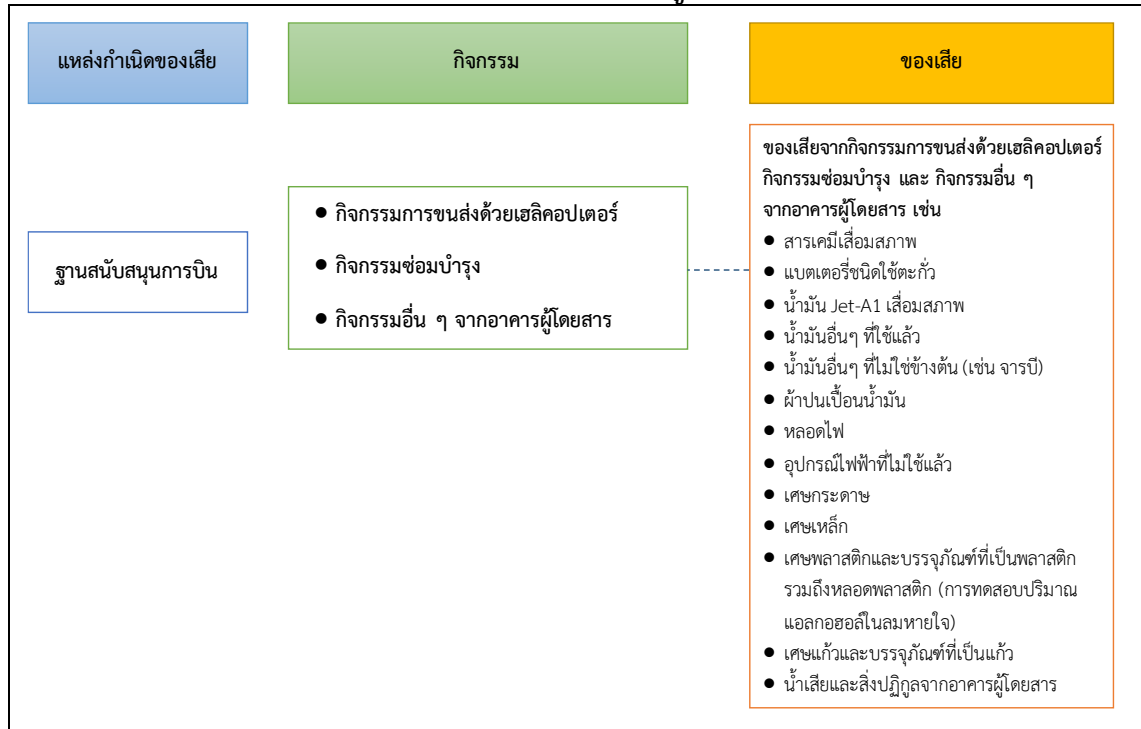 แหล่งกำเนิดของเสีย
กิจกรรม
ของเสีย
ฐานสนับสนุนการบิน
● กิจกรรมการขนส่งด้วยเฮลิคอปเตอร์
● กิจกรรมซ่อมบำรุง
● กิจกรรมอื่น ๆ จากอาคารผู้โดยสาร
ของเสียจากกิจกรรมการขนส่งด้วยเฮลิคอปเตอร์
กิจกรรมซ่อมบำรุง และ กิจกรรมอื่น ๆ
จากอาคารผู้โดยสาร เช่น
● สารเคมีเสื่อมสภาพ
● แบตเตอรี่ชนิดใช้ตะกั่ว
● น้ำมัน Jet-A1 เสื่อมสภาพ
● น้ำมันอื่นๆ ที่ใช้แล้ว
● น้ำมันอื่นๆ ที่ไม่ใช่ข้างต้น (เช่น จารบี)
● ผ้าปนเปื้อนน้ำมัน
● หลอดไฟ
● อุปกรณ์ไฟฟ้าที่ไม่ใช้แล้ว
● เศษกระดาษ
● เศษเหล็ก
● เศษพลาสติกและบรรจุภัณฑ์ที่เป็นพลาสติก
รวมถึงหลอดพลาสติก (การทดสอบปริมาณ
แอลกอฮอล์ในลมหายใจ)
● เศษแก้วและบรรจุภัณฑ์ที่เป็นแก้ว
● น้ำเสียและสิ่งปฏิกูลจากอาคารผู้โดยสาร